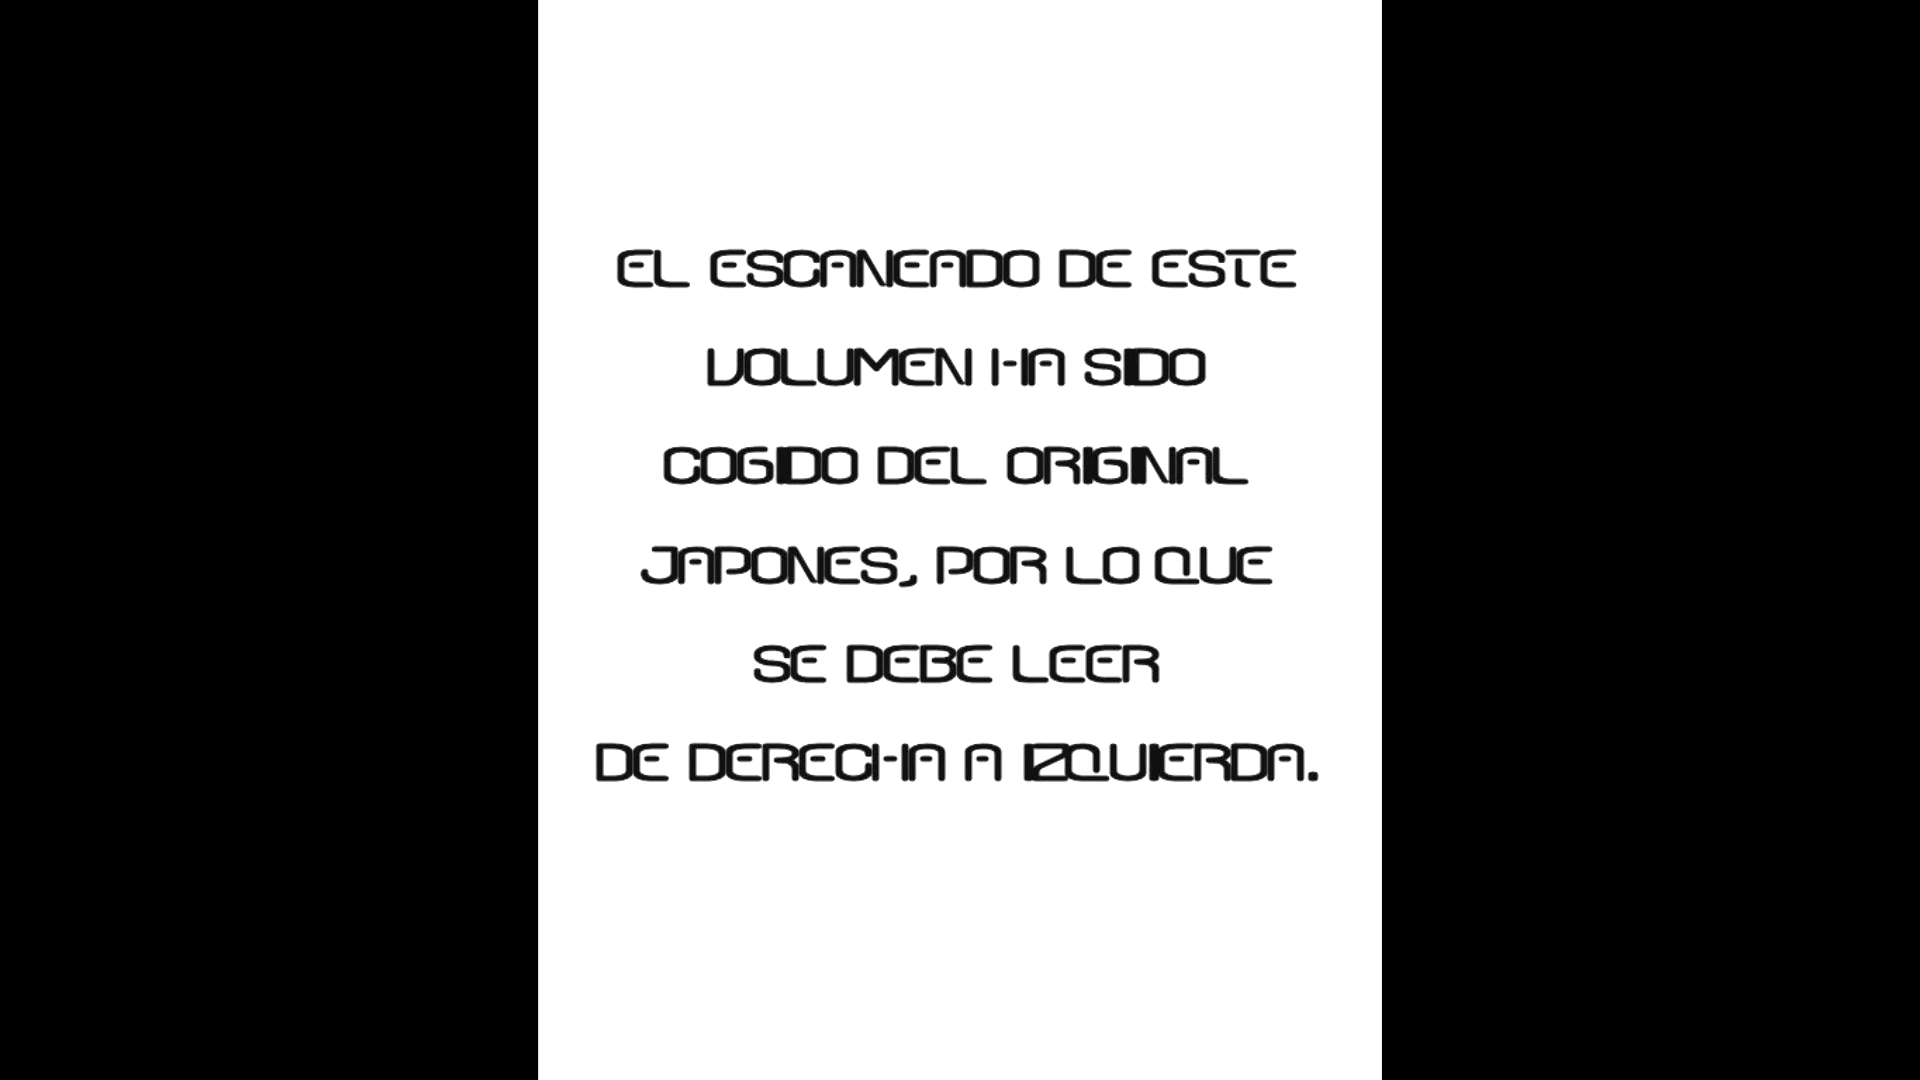 EL ESCANEADO DE ESTE
VOLUMEN HA SIDO
COGIDO DEL ORIGINAL
JAPONES, POR LO QUE
SE DEBE LEER
DE DERECHA A IZQUIERDA.